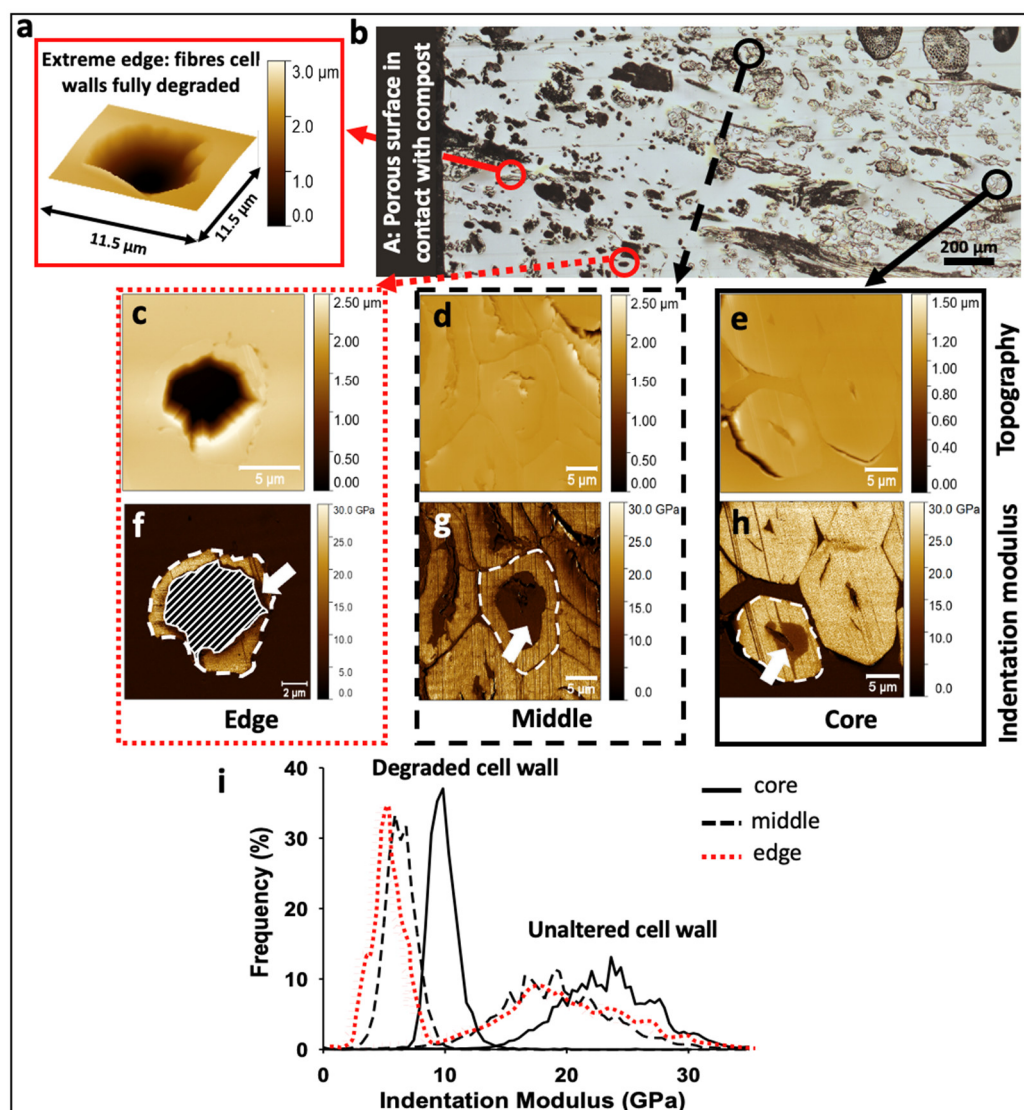 a
Extreme edge: fibres cell
walls fully degraded
3.0 µm
2.0
1.0
0.0
11.5 µm
11.5 µm
b
A: Porous surface in
contact with compost
200 µm
c
2.50 µm
2.00
1.50
1.00
0.50
0.00
5 µm
d
2.50 µm
2.00
1.50
1.00
0.50
0.00
5 µm
e
1.50 µm
1.20
1.00
0.80
0.60
0.40
0.20
0.00
5 µm
Topography
f
30.0 GPa
25.0
20.0
15.0
10.0
5.0
0.0
2 µm
Edge
g
30.0 GPa
25.0
20.0
15.0
10.0
0.0
5 µm
Middle
h
30.0 GPa
25.0
20.0
15.0
10.0
0.0
5 µm
Core
Indentation modulus
i
Degraded cell wall
Unaltered cell wall
core
middle
edge
Frequency (%)
40
30
20
10
0
0
10
20
30
Indentation Modulus (GPa)